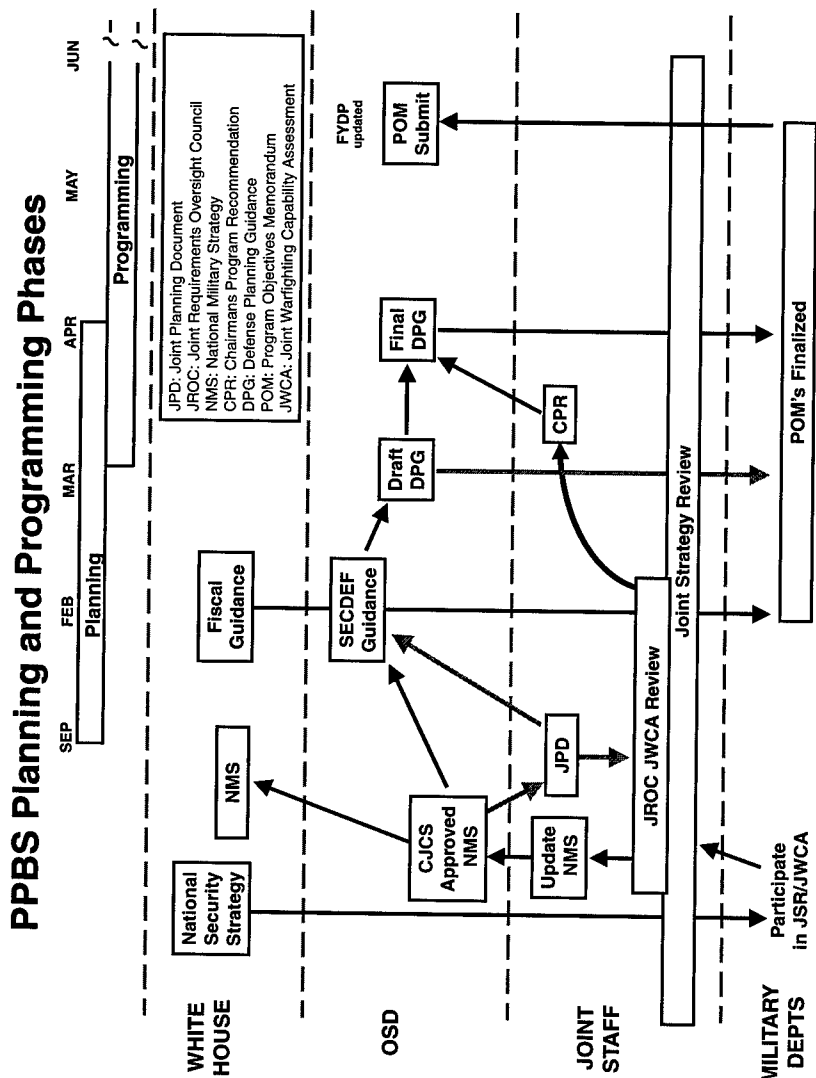 PPBS Planning and Programming Phases
SEP
FEB
MAR
APR
MAY
JUN
Planning
Programming
WHITE
HOUSE
National
Security
Strategy
NMS
Fiscal
Guidance
JPD: Joint Planning Document
JROC: Joint Requirements Oversight Council
NMS: National Military Strategy
CPR: Chairmans Program Recommendation
DPG: Defense Planning Guidance
POM: Program Objectives Memorandum
JWCA: Joint Warfighting Capability Assessment
OSD
CJCS
Approved
NMS
SECDEF
Guidance
Draft
DPG
Final
DPG
FYDP
updated
POM
Submit
JOINT
STAFF
Update
NMS
JPD
CPR
JROC JWCA Review
Joint Strategy Review
MILITARY
DEPTS
Participate
in JSR/JWCA
POM's Finalized